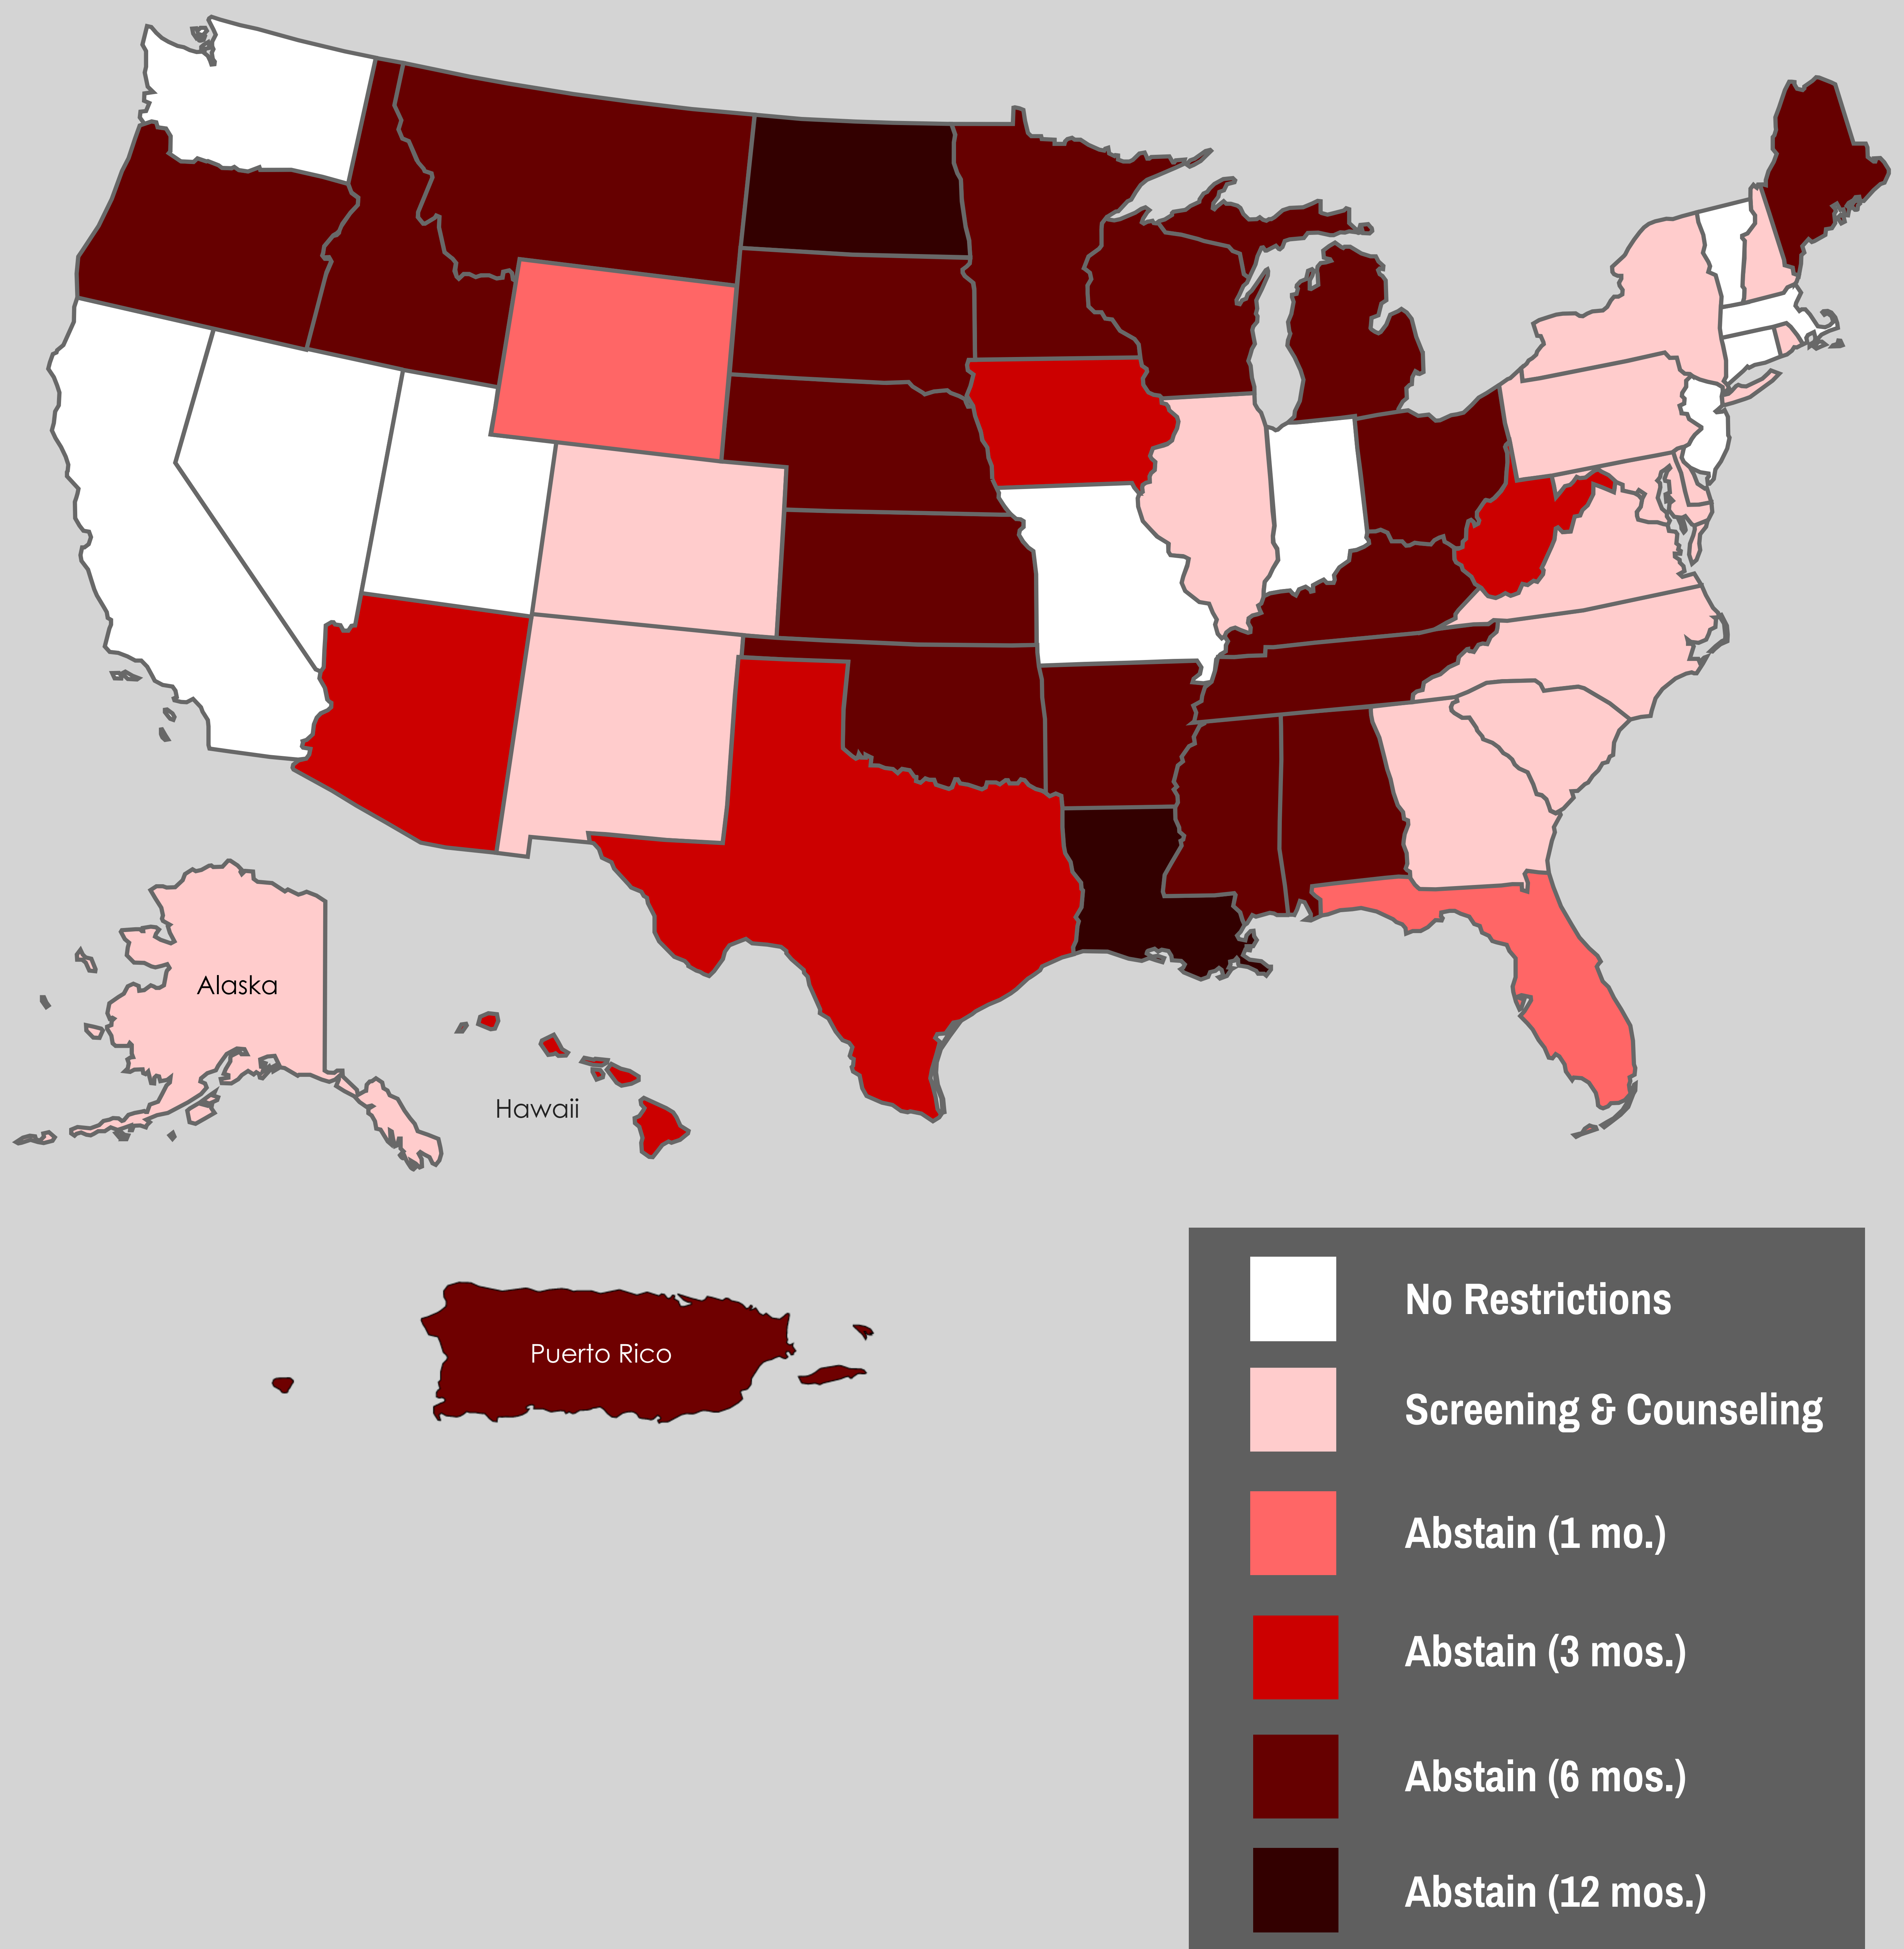 Alaska
Hawaii
Puerto Rico
No Restrictions
Screening & Counseling
Abstain (1 mo.)
Abstain (3 mos.)
Abstain (6 mos.)
Abstain (12 mos.)